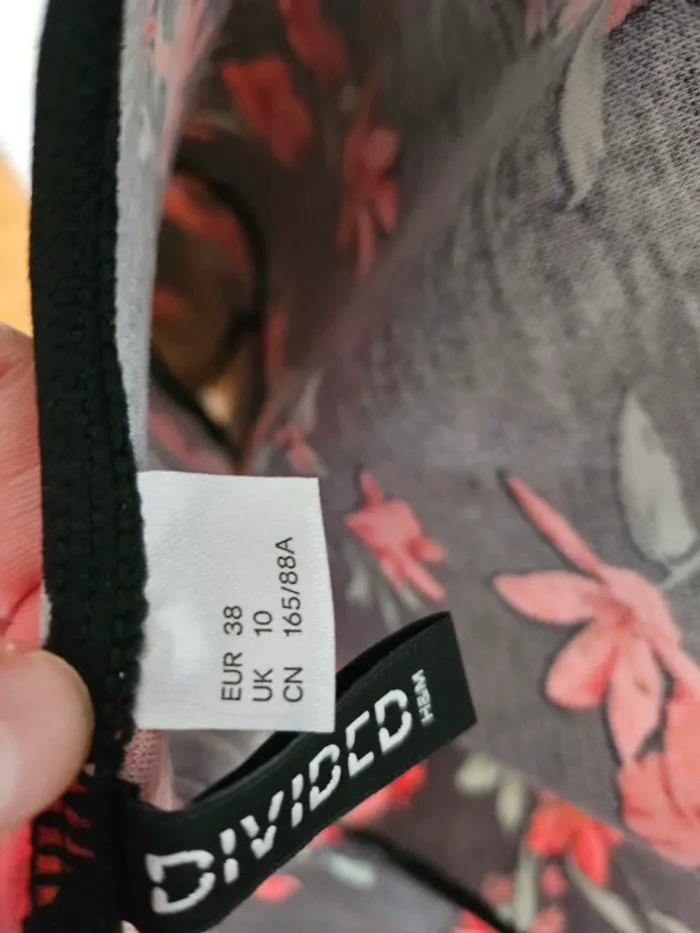 EUR 38
UK 10
CN 165/88A
DIVIDED
H&M